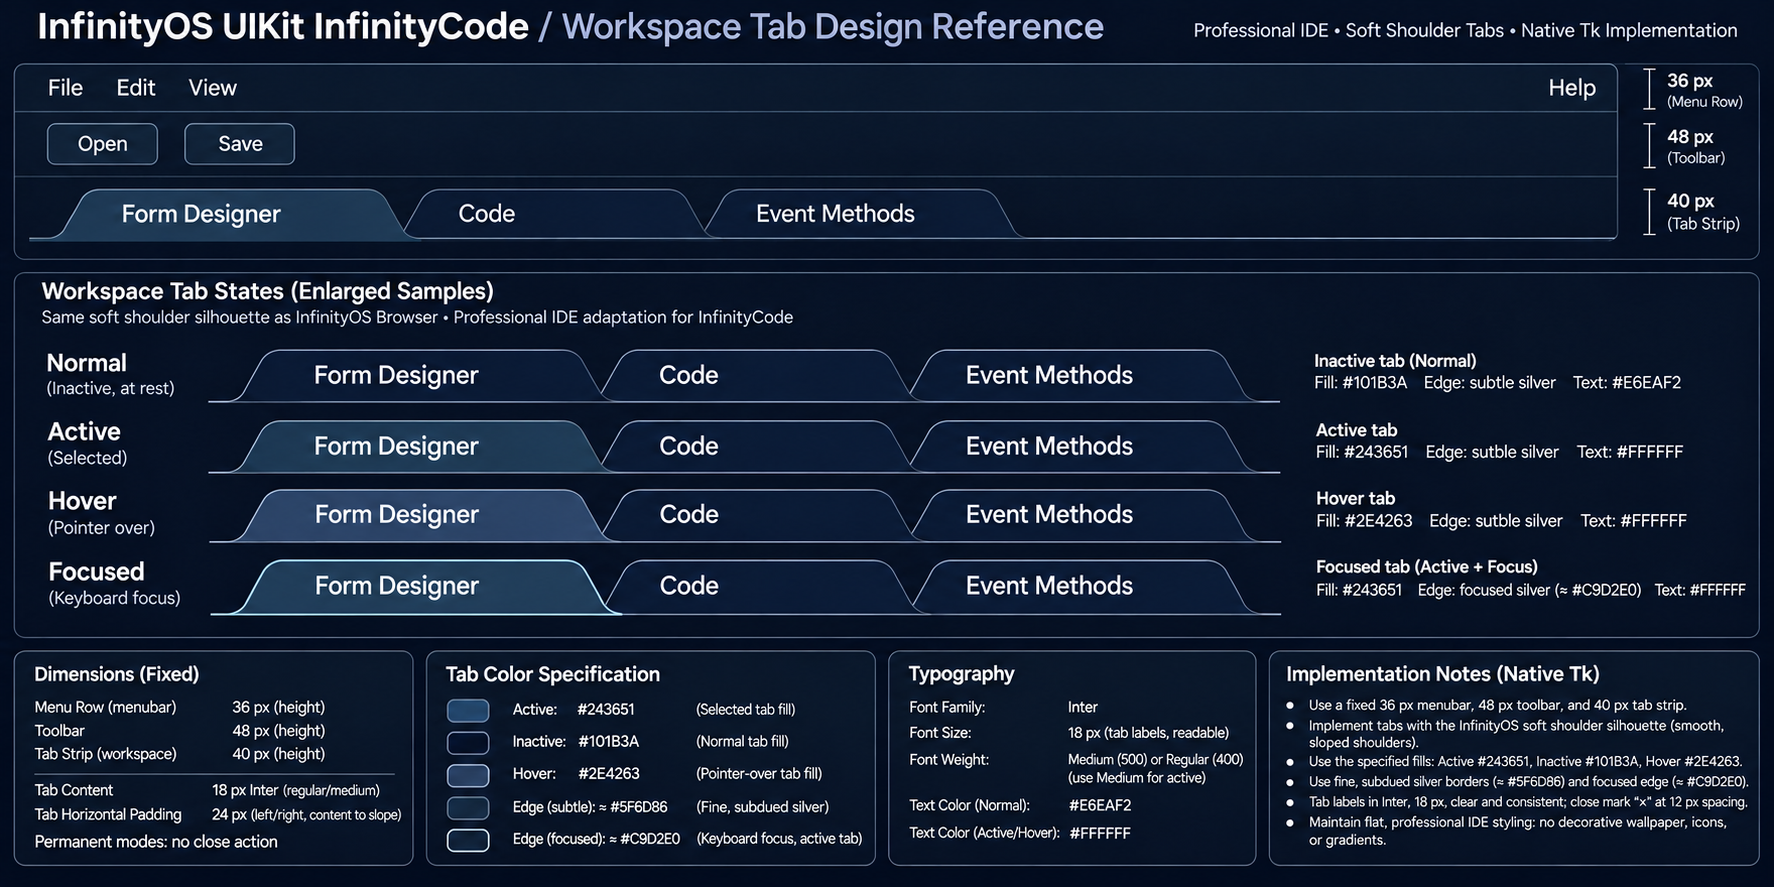 InfinityOS UIKit InfinityCode / Workspace Tab Design Reference
Professional IDE • Soft Shoulder Tabs • Native Tk Implementation
File Edit View Help
36 px
(Menu Row)
Open Save
48 px
(Toolbar)
Form Designer Code Event Methods
40 px
(Tab Strip)
Workspace Tab States (Enlarged Samples)
Same soft shoulder silhouette as InfinityOS Browser • Professional IDE adaptation for InfinityCode
Normal
(Inactive, at rest)
Form Designer Code Event Methods
Inactive tab (Normal)
Fill: #101B3A Edge: subtle silver Text: #E6EAF2
Active
(Selected)
Form Designer Code Event Methods
Active tab
Fill: #243651 Edge: sutble silver Text: #FFFFFF
Hover
(Pointer over)
Form Designer Code Event Methods
Hover tab
Fill: #2E4263 Edge: sutble silver Text: #FFFFFF
Focused
(Keyboard focus)
Form Designer Code Event Methods
Focused tab (Active + Focus)
Fill: #243651 Edge: focused silver (≈ #C9D2E0) Text: #FFFFFF
Dimensions (Fixed)
Menu Row (menubar) 36 px (height)
Toolbar 48 px (height)
Tab Strip (workspace) 40 px (height)
Tab Content 18 px Inter (regular/medium)
Tab Horizontal Padding 24 px (left/right, content to slope)
Permanent modes: no close action
Tab Color Specification
Active: #243651 (Selected tab fill)
Inactive: #101B3A (Normal tab fill)
Hover: #2E4263 (Pointer-over tab fill)
Edge (subtle): ≈ #5F6D86 (Fine, subdued silver)
Edge (focused): ≈ #C9D2E0 (Keyboard focus, active tab)
Typography
Font Family: Inter
Font Size: 18 px (tab labels, readable)
Font Weight: Medium (500) or Regular (400)
(use Medium for active)
Text Color (Normal): #E6EAF2
Text Color (Active/Hover): #FFFFFF
Implementation Notes (Native Tk)
• Use a fixed 36 px menubar, 48 px toolbar, and 40 px tab strip.
• Implement tabs with the InfinityOS soft shoulder silhouette (smooth,
sloped shoulders).
• Use the specified fills: Active #243651, Inactive #101B3A, Hover #2E4263.
• Use fine, subdued silver borders (≈ #5F6D86) and focused edge (≈ #C9D2E0).
• Tab labels in Inter, 18 px, clear and consistent; close mark “×” at 12 px spacing.
• Maintain flat, professional IDE styling: no decorative wallpaper, icons,
or gradients.